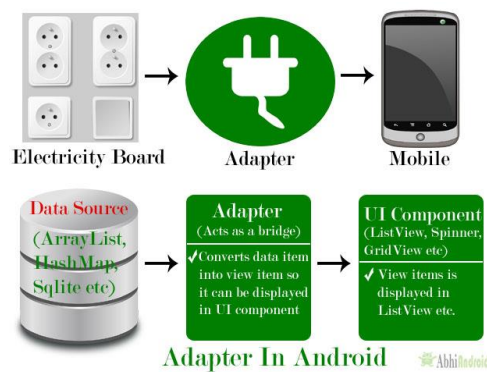 Electricity Board
Adapter
Mobile
Data Source
(ArrayList,
HashMap,
Sqlite etc)
Adapter
(Acts as a bridge)
✓Converts data item
into view item so
it can be displayed
in UI component
UI Component
(ListView, Spinner,
GridView etc)
✓ View items is
displayed in
ListView etc.
Adapter In Android
AbhiAndroid